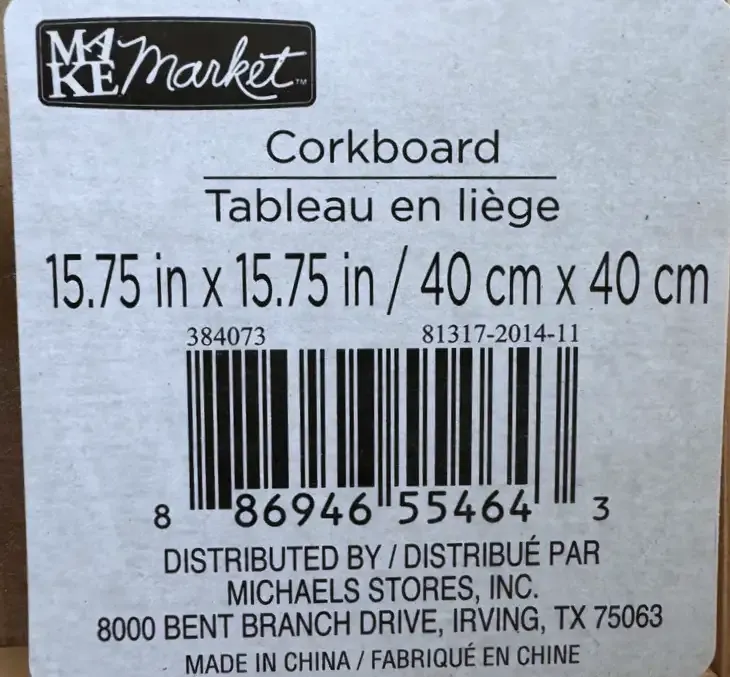 MAKE Market™
Corkboard
Tableau en liège
15.75 in x 15.75 in / 40 cm x 40 cm
384073 81317-2014-11
8 86946 55464 3
DISTRIBUTED BY / DISTRIBUÉ PAR
MICHAELS STORES, INC.
8000 BENT BRANCH DRIVE, IRVING, TX 75063
MADE IN CHINA / FABRIQUÉ EN CHINE